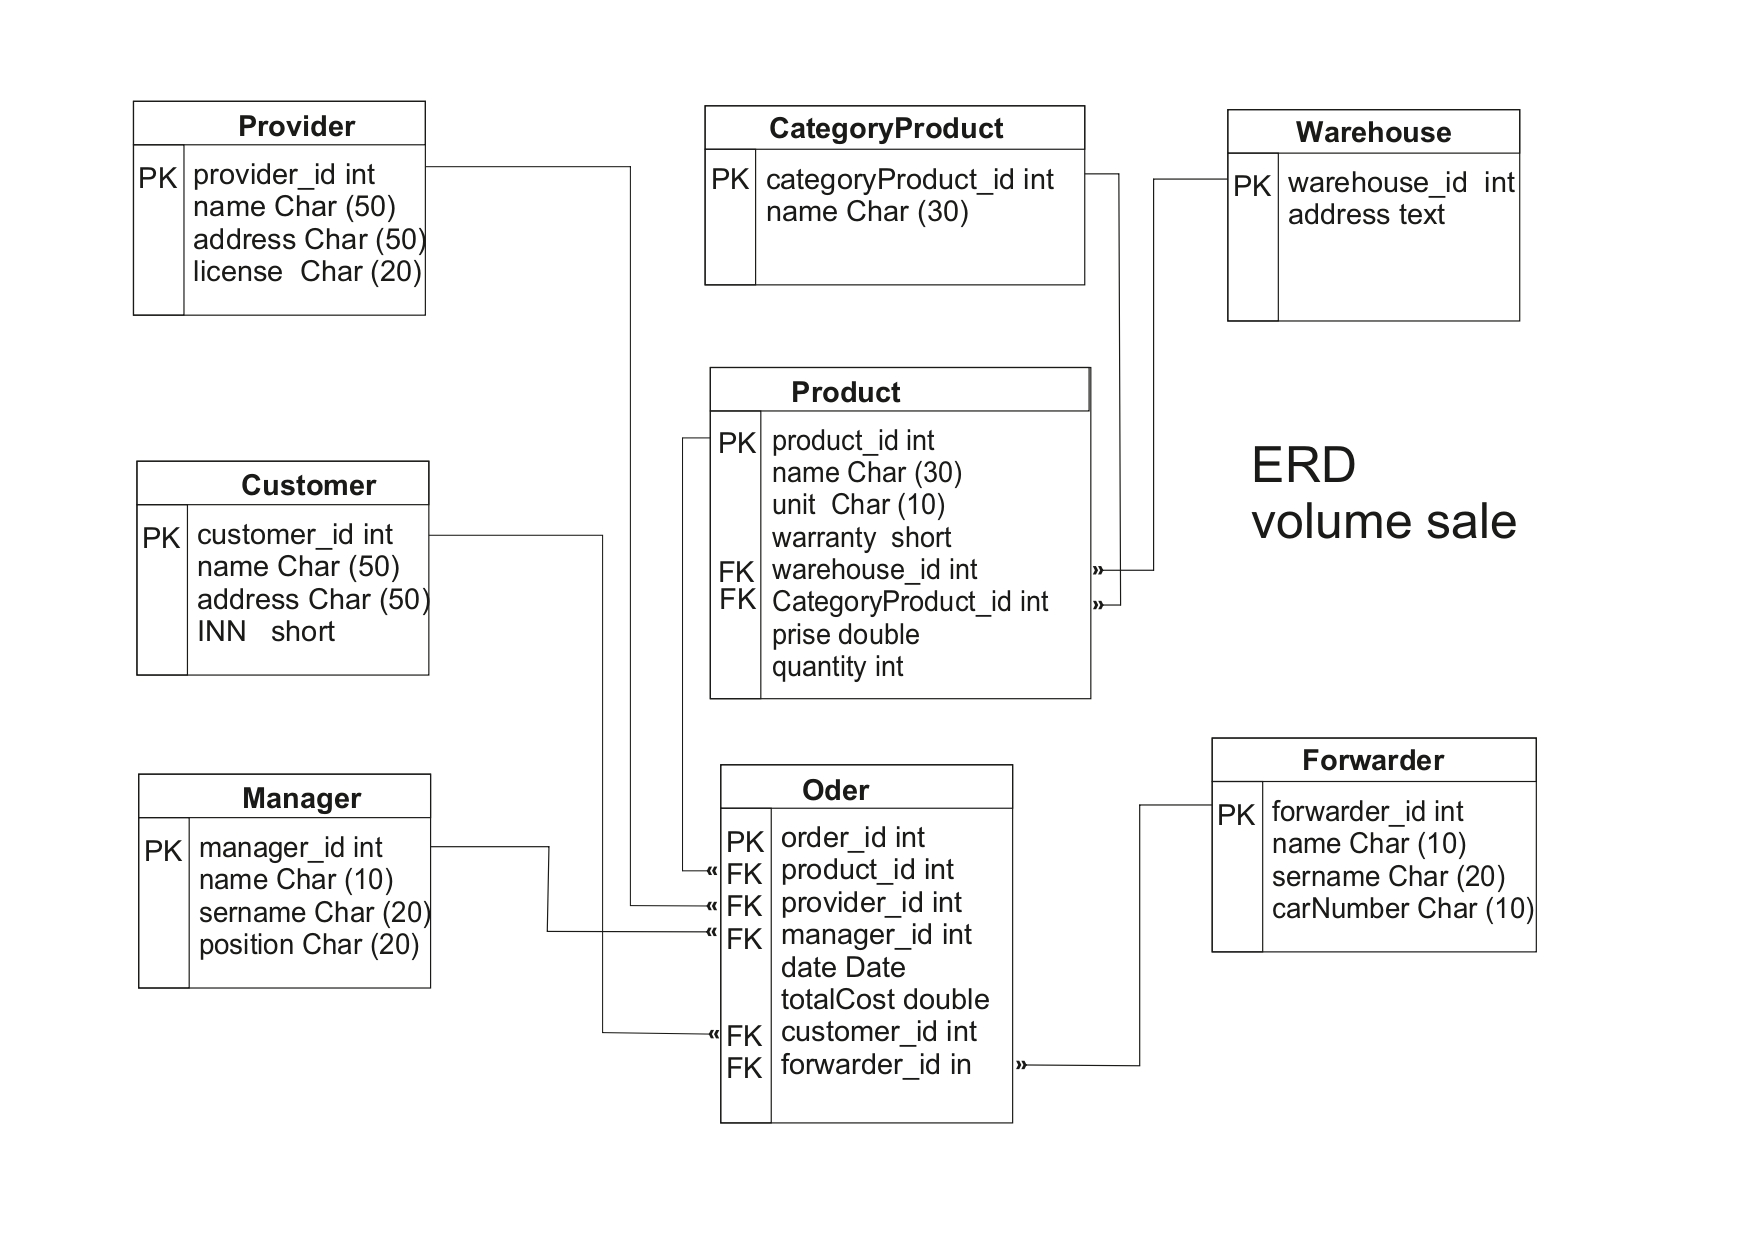 Provider
PK provider_id int
name Char (50)
address Char (50)
license Char (20)
CategoryProduct
PK categoryProduct_id int
name Char (30)
Warehouse
PK warehouse_id int
address text
Product
PK product_id int
name Char (30)
unit Char (10)
warranty short
FK warehouse_id int
FK CategoryProduct_id int
prise double
quantity int
ERD
volume sale
Customer
PK customer_id int
name Char (50)
address Char (50)
INN short
Manager
PK manager_id int
name Char (10)
sername Char (20)
position Char (20)
Oder
PK order_id int
FK product_id int
FK provider_id int
FK manager_id int
date Date
totalCost double
FK customer_id int
FK forwarder_id in
Forwarder
PK forwarder_id int
name Char (10)
sername Char (20)
carNumber Char (10)